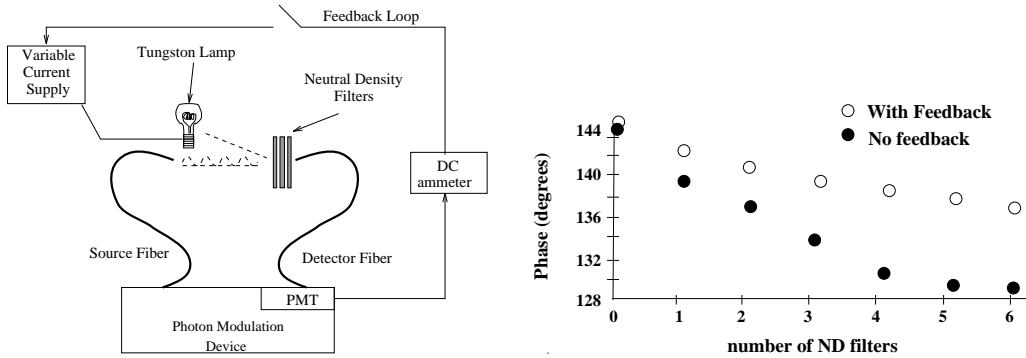 Feedback Loop
Variable
Current
Supply
Tungston Lamp
Neutral Density
Filters
DC
ammeter
Source Fiber
Detector Fiber
PMT
Photon Modulation
Device
With Feedback
No feedback
Phase (degrees)
144
140
136
132
128
0 1 2 3 4 5 6
number of ND filters